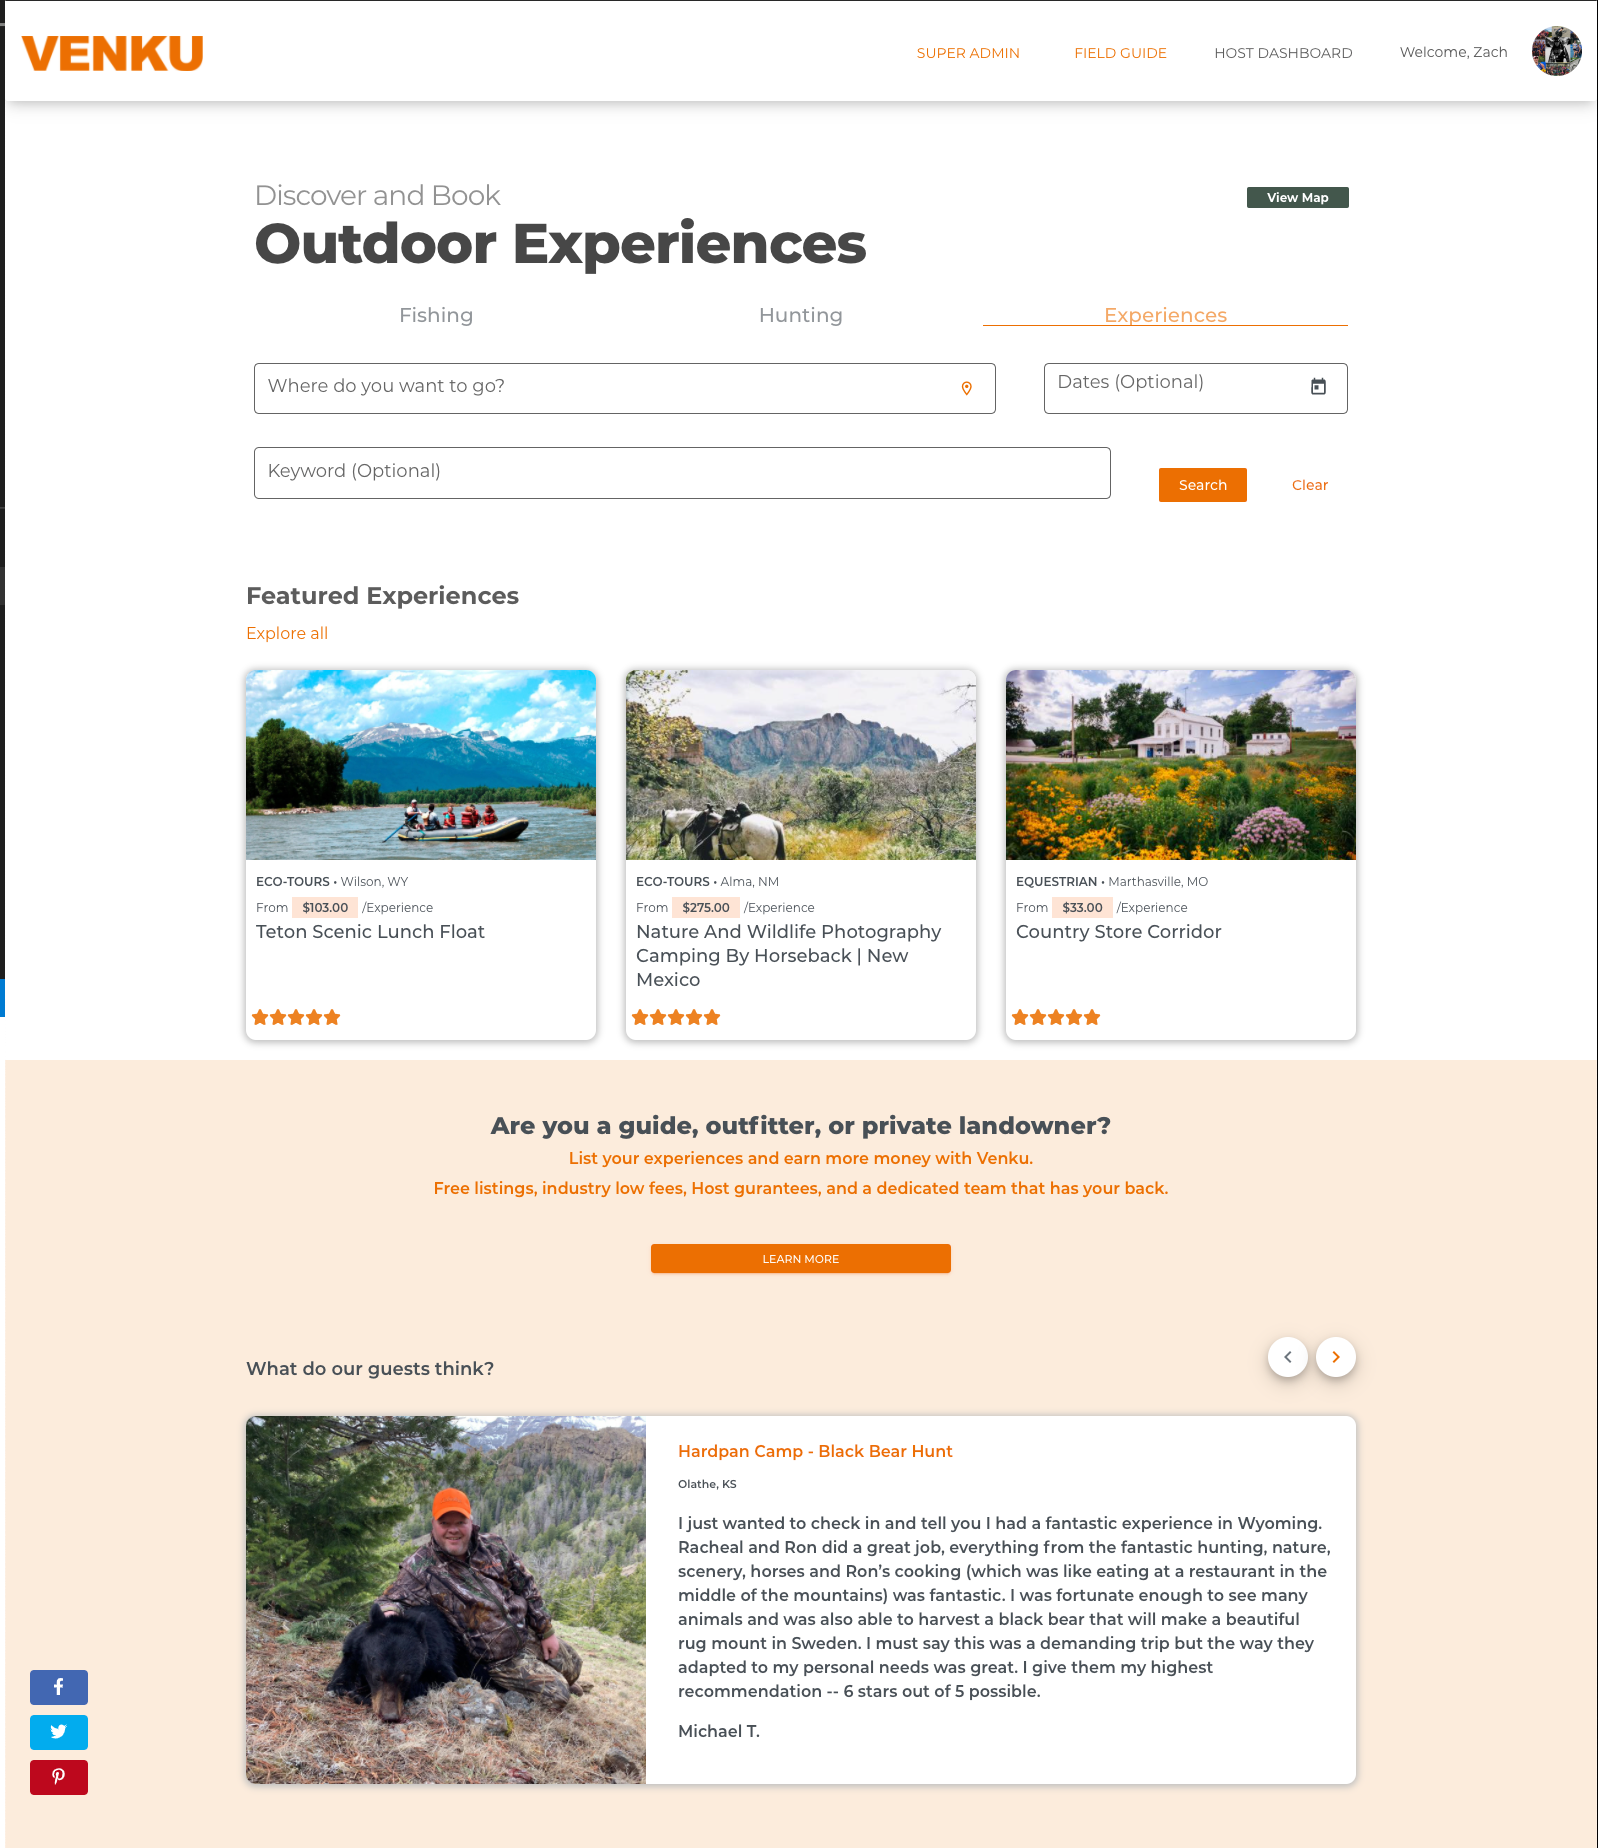 VENKU
SUPER ADMIN
FIELD GUIDE
HOST DASHBOARD
Welcome, Zach
Discover and Book
View Map
Outdoor Experiences
Fishing
Hunting
Experiences
Where do you want to go?
Dates (Optional)
Keyword (Optional)
Search
Clear
Featured Experiences
Explore all
ECO-TOURS • Wilson, WY
From $103.00 /Experience
Teton Scenic Lunch Float
ECO-TOURS • Alma, NM
From $275.00 /Experience
Nature And Wildlife Photography
Camping By Horseback | New
Mexico
EQUESTRIAN • Marthasville, MO
From $33.00 /Experience
Country Store Corridor
Are you a guide, outfitter, or private landowner?
List your experiences and earn more money with Venku.
Free listings, industry low fees, Host gurantees, and a dedicated team that has your back.
LEARN MORE
What do our guests think?
Hardpan Camp - Black Bear Hunt
Olathe, KS
I just wanted to check in and tell you I had a fantastic experience in Wyoming.
Racheal and Ron did a great job, everything from the fantastic hunting, nature,
scenery, horses and Ron's cooking (which was like eating at a restaurant in the
middle of the mountains) was fantastic. I was fortunate enough to see many
animals and was also able to harvest a black bear that will make a beautiful
rug mount in Sweden. I must say this was a demanding trip but the way they
adapted to my personal needs was great. I give them my highest
recommendation -- 6 stars out of 5 possible.
Michael T.